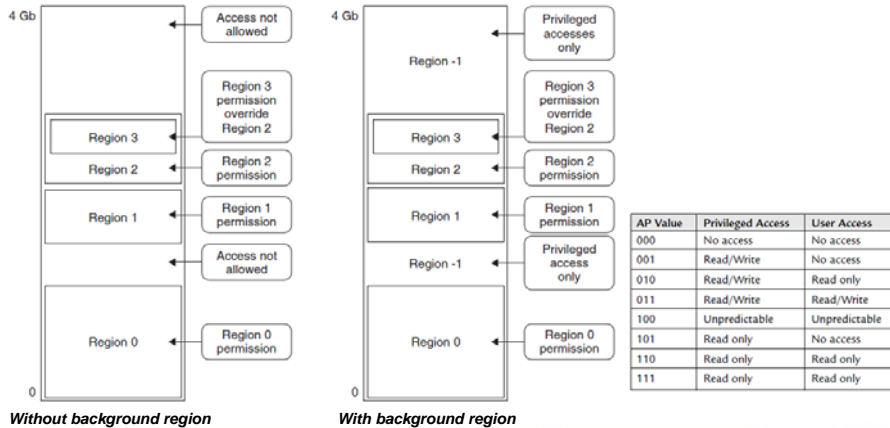 4 Gb
Access not
allowed
Region 3
permission
override
Region 2
Region 3
Region 2
Region 2
permission
Region 1
Region 1
permission
Access not
allowed
Region 0
Region 0
permission
0
Without background region
4 Gb
Privileged
accesses
only
Region -1
Region 3
permission
override
Region 2
Region 3
Region 2
Region 2
permission
Region 1
Region 1
permission
Region -1
Privileged
access
only
Region 0
Region 0
permission
0
With background region
AP Value Privileged Access User Access
000 No access No access
001 Read/Write No access
010 Read/Write Read only
011 Read/Write Read/Write
100 Unpredictable Unpredictable
101 Read only No access
110 Read only Read only
111 Read only Read only